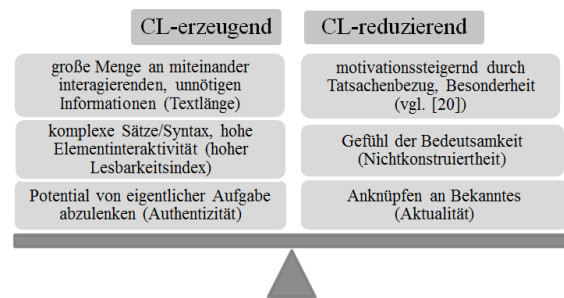 CL-erzeugend
große Menge an miteinander
interagierenden, unnötigen
Informationen (Textlänge)
komplexe Sätze/Syntax, hohe
Elementinteraktivität (hoher
Lesbarkeitsindex)
Potential von eigentlicher Aufgabe
abzulenken (Authentizität)
CL-reduzierend
motivationssteigernd durch
Tatsachenbezug, Besonderheit
(vgl. [20])
Gefühl der Bedeutsamkeit
(Nichtkonstruiertheit)
Anknüpfen an Bekanntes
(Aktualität)